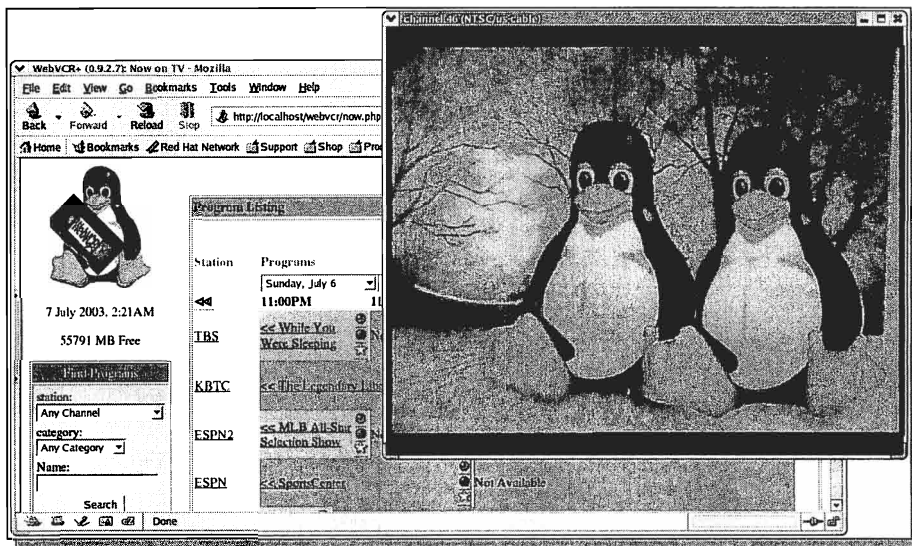 channel 46 (NTSC/us-cable)
WebVCR+ (0.9.2.7): Now on TV - Mozilla
File Edit View Go Bookmarks Tools Window Help
Back Forward Reload Stop http://localhost/webvcr/now.php
Home Bookmarks Red Hat Network Support Shop
Program Listing
Station Programs
Sunday, July 6
<< 11:00PM
7 July 2003, 2:21AM
55791 MB Free
TBS << While You
Were Sleeping
Find Programs
station:
Any Channel
KBTC << The Legendary
category:
Any Category
ESPN2 << MLB All-Star
Selection Show
Name:
Search
ESPN << SportsCenter Not Available
Done